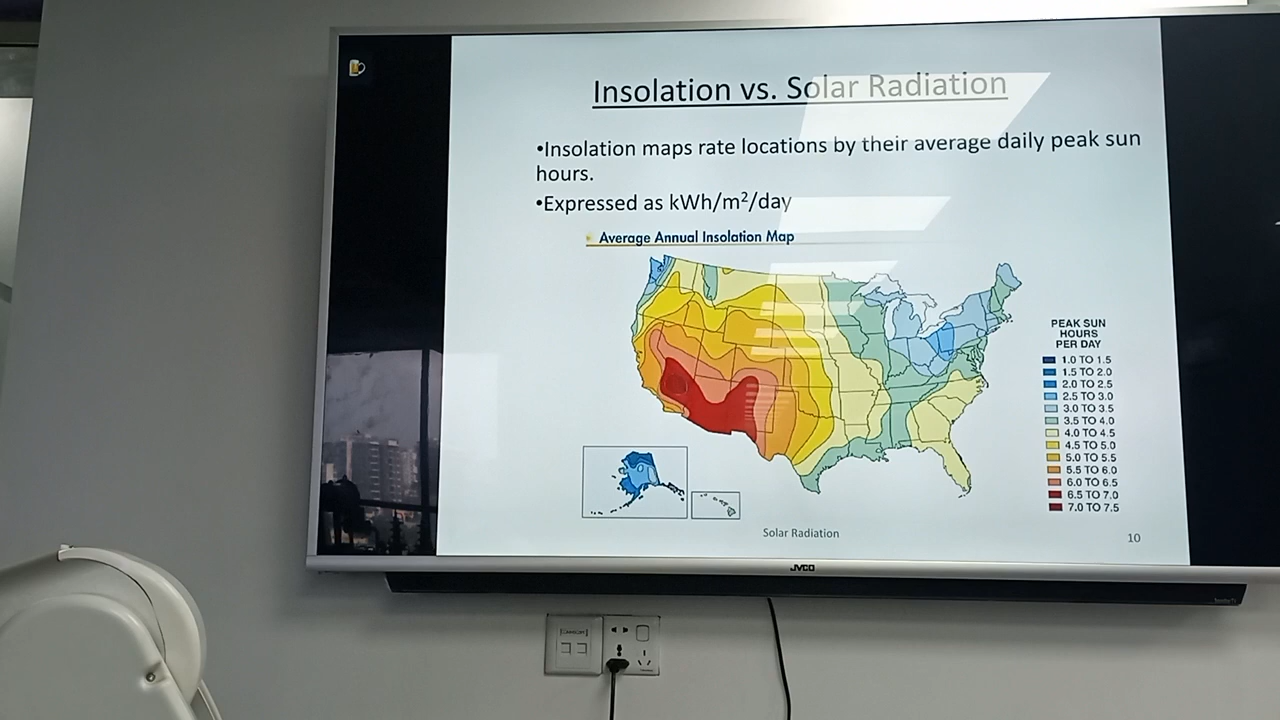 Insolation vs. Solar Radiation
•Insolation maps rate locations by their average daily peak sun
hours.
•Expressed as kWh/m²/day
Average Annual Insolation Map
PEAK SUN
HOURS
PER DAY
1.0 TO 1.5
1.5 TO 2.0
2.0 TO 2.5
2.5 TO 3.0
3.0 TO 3.5
3.5 TO 4.0
4.0 TO 4.5
4.5 TO 5.0
5.0 TO 5.5
5.5 TO 6.0
6.0 TO 6.5
6.5 TO 7.0
7.0 TO 7.5
Solar Radiation
10